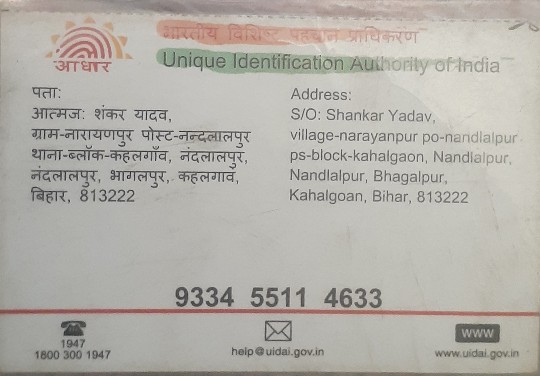 भारतीय विशिष्ट पहचान प्राधिकरण
Unique Identification Authority of India
आधार
पता:
आत्मज: शंकर यादव,
ग्राम-नारायणपुर पोस्ट-नन्दलालपुर
थाना-ब्लॉक-कहलगाँव, नंदलालपुर,
नंदलालपुर, भागलपुर, कहलगाव,
बिहार, 813222
Address:
S/O: Shankar Yadav,
village-narayanpur po-nandlalpur
ps-block-kahalgaon, Nandlalpur,
Nandlalpur, Bhagalpur,
Kahalgoan, Bihar, 813222
9334 5511 4633
1947
1800 300 1947
help@uidai.gov.in
www
www.uidai.gov.in